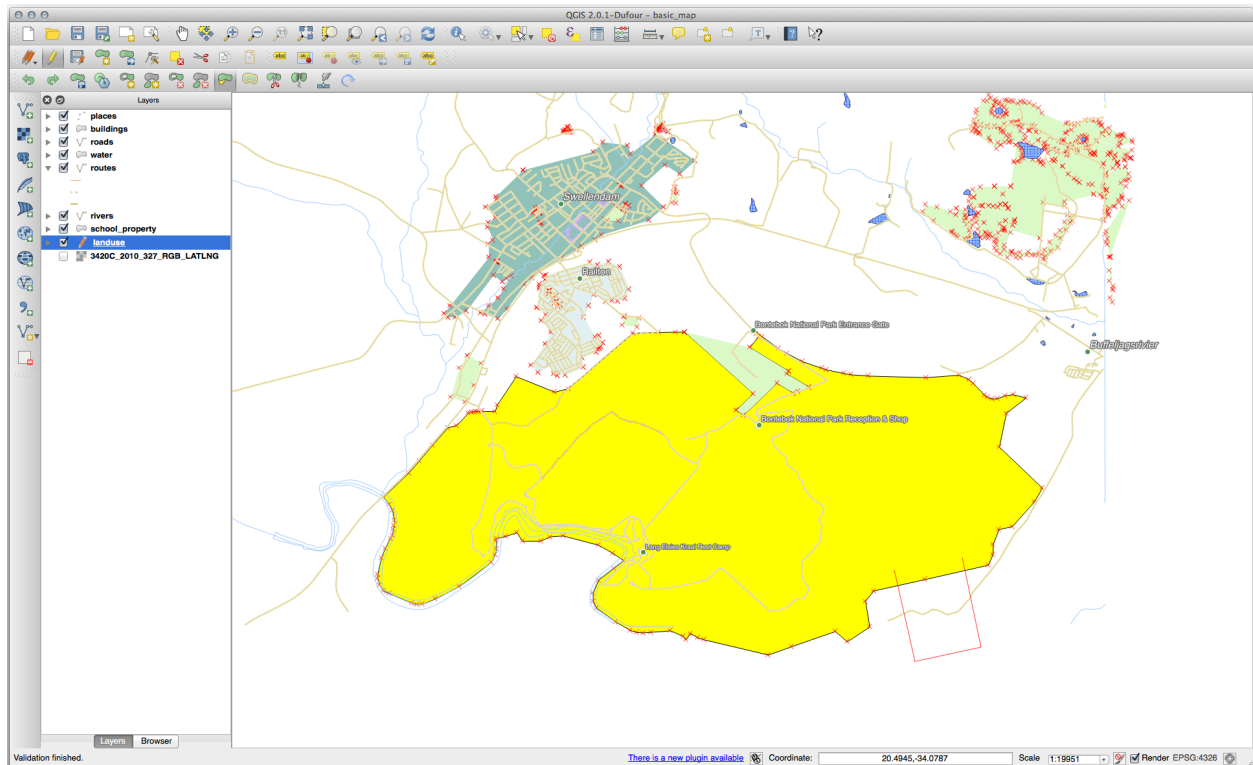 QGIS 2.0.1-Dufour - basic_map
Layers
places
buildings
roads
water
routes
rivers
school_property
landuse
3420C_2010_327_RGB_LATLNG
Swellendam
Railton
Bontebok National Park Entrance Gate
Buffeljagsrivier
Bontebok National Park Reception & Shop
Lang Elsies Kraal Rest Camp
Layers
Browser
Validation finished.
There is a new plugin available
Coordinate:
20.4945,-34.0787
Scale
1:19951
Render
EPSG:4326